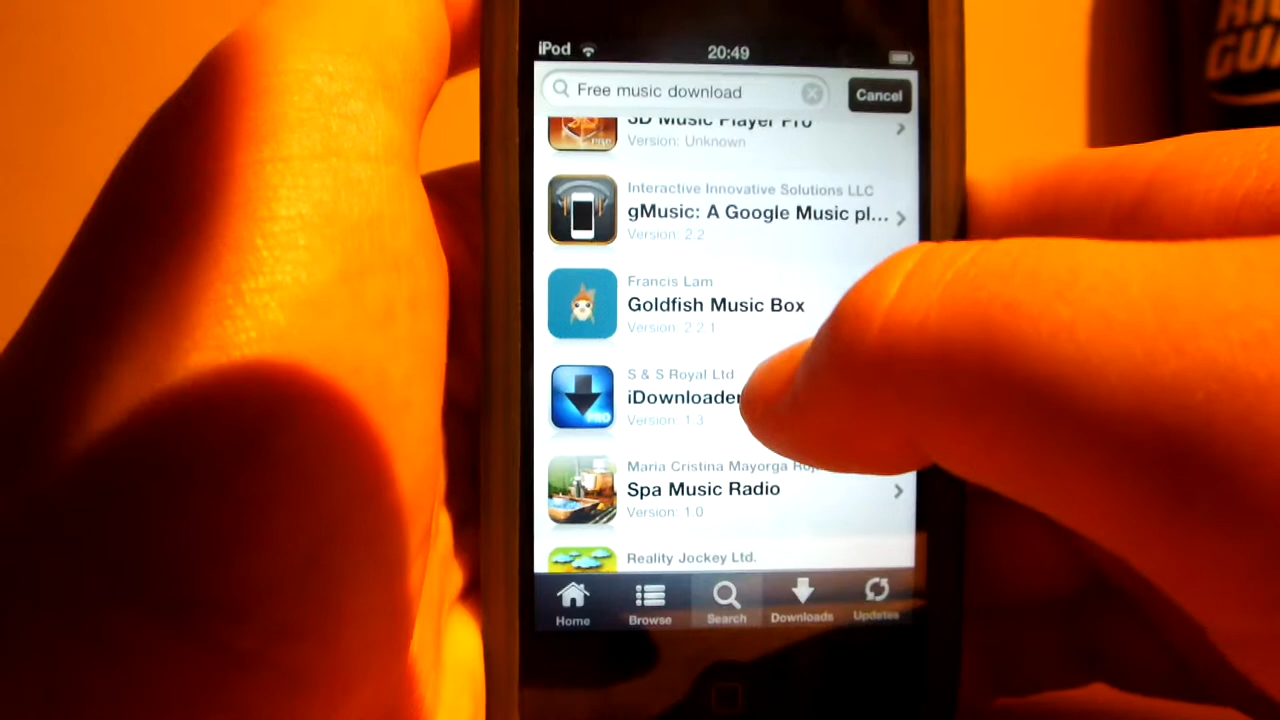 iPod 20:49
Free music download
Cancel
3D Music Player Pro
Version: Unknown
Interactive Innovative Solutions LLC
gMusic: A Google Music pl...
Version: 2.2
Francis Lam
Goldfish Music Box
Version: 2.2.1
S & S Royal Ltd
iDownloader
PRO
Version: 1.3
Maria Cristina Mayorga
Spa Music Radio
Version: 1.0
Reality Jockey Ltd.
Home Browse Search Downloads Updates